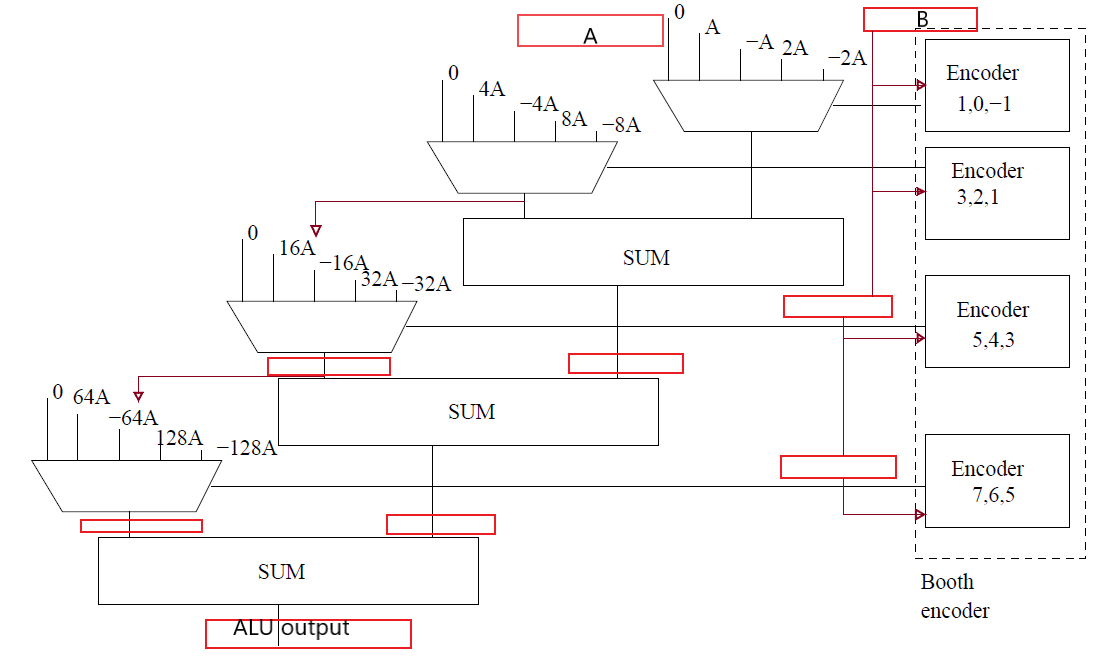 A
0
A
−A
2A
−2A
B
Encoder
1,0,−1
0
4A
−4A
8A
−8A
Encoder
3,2,1
SUM
0
16A
−16A
32A
−32A
Encoder
5,4,3
SUM
0
64A
−64A
128A
−128A
Encoder
7,6,5
SUM
Booth
encoder
ALU output